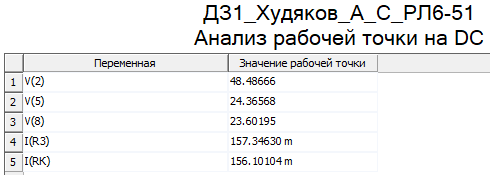 ДЗ1_Худяков_А_С_РЛ6-51
Анализ рабочей точки на DC
Переменная Значение рабочей точки
1 V(2) 48.48666
2 V(5) 24.36568
3 V(8) 23.60195
4 I(R3) 157.34630 m
5 I(RK) 156.10104 m